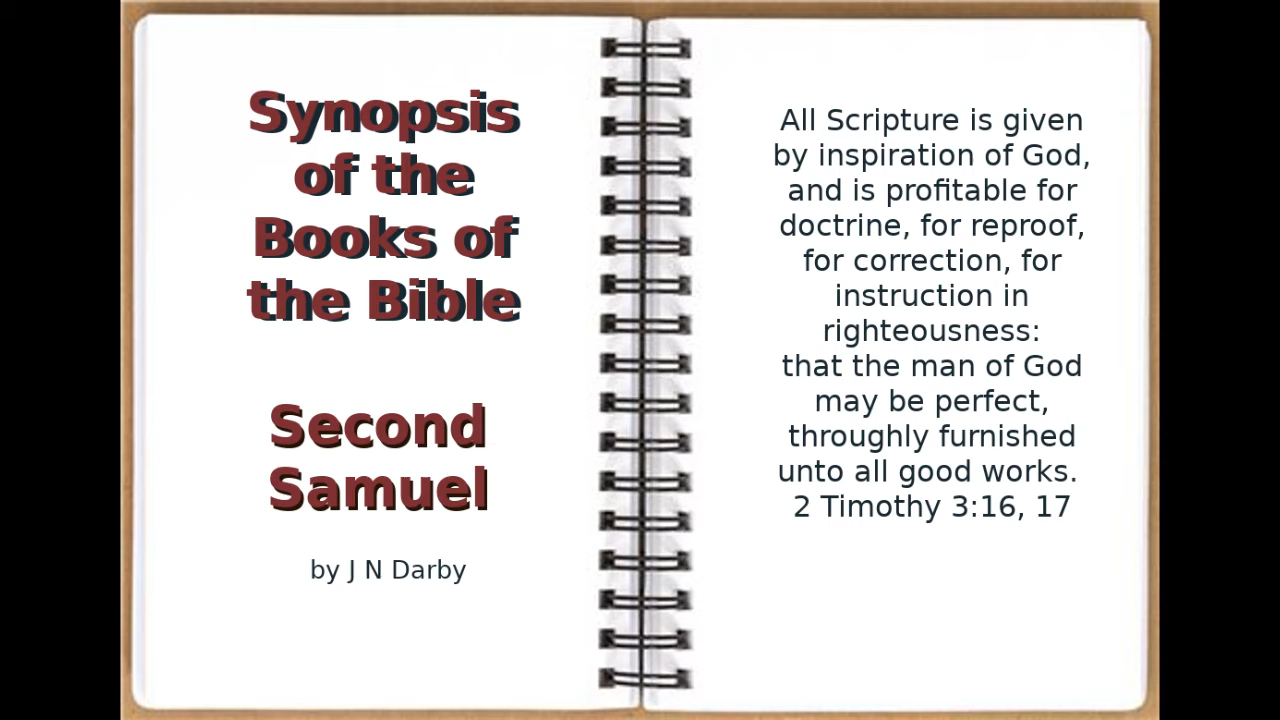 Synopsis
of the
Books of
the Bible
Second
Samuel
by J N Darby
All Scripture is given
by inspiration of God,
and is profitable for
doctrine, for reproof,
for correction, for
instruction in
righteousness:
that the man of God
may be perfect,
throughly furnished
unto all good works.
2 Timothy 3:16, 17